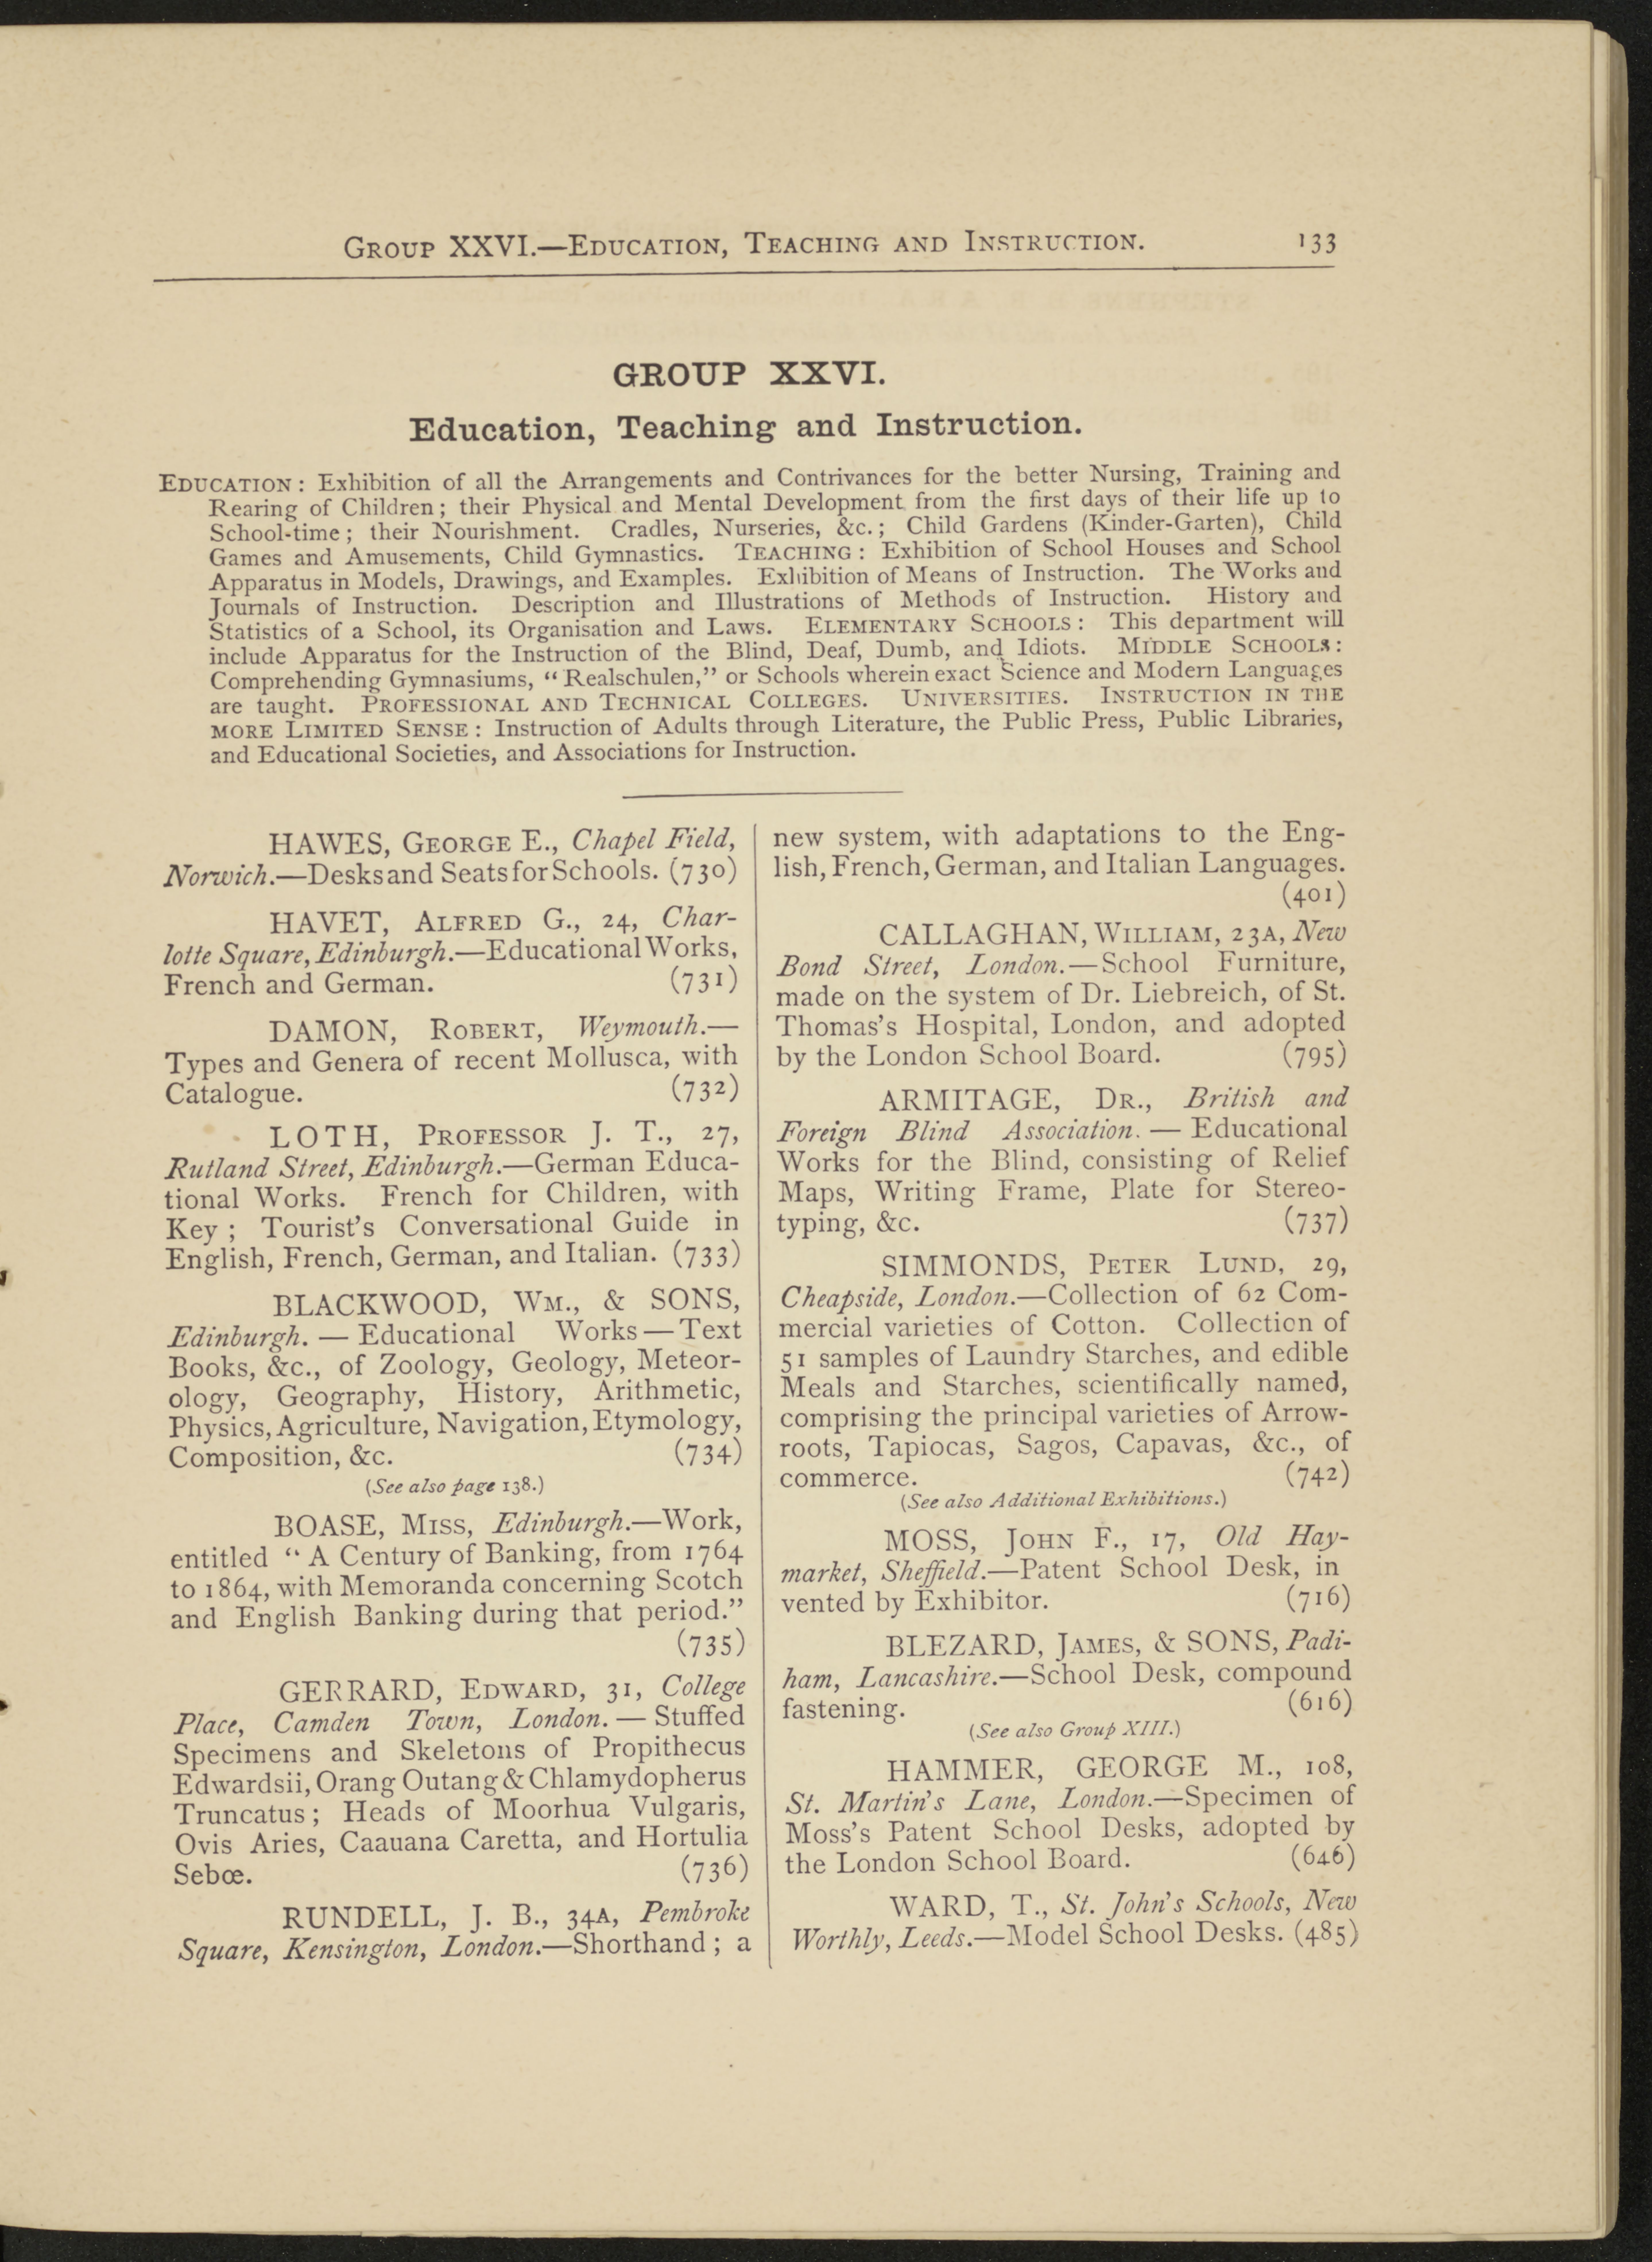 GROUP XXVI.—EDUCATION, TEACHING AND INSTRUCTION. 133
GROUP XXVI.
Education, Teaching and Instruction.
EDUCATION: Exhibition of all the Arrangements and Contrivances for the better Nursing, Training and
Rearing of Children; their Physical and Mental Development from the first days of their life up to
School-time; their Nourishment. Cradles, Nurseries, &c.; Child Gardens (Kinder-Garten), Child
Games and Amusements, Child Gymnastics. TEACHING: Exhibition of School Houses and School
Apparatus in Models, Drawings, and Examples. Exhibition of Means of Instruction. The Works and
Journals of Instruction. Description and Illustrations of Methods of Instruction. History and
Statistics of a School, its Organisation and Laws. ELEMENTARY SCHOOLS: This department will
include Apparatus for the Instruction of the Blind, Deaf, Dumb, and Idiots. MIDDLE SCHOOLS:
Comprehending Gymnasiums, "Realschulen," or Schools wherein exact Science and Modern Languages
are taught. PROFESSIONAL AND TECHNICAL COLLEGES. UNIVERSITIES. INSTRUCTION IN THE
MORE LIMITED SENSE: Instruction of Adults through Literature, the Public Press, Public Libraries,
and Educational Societies, and Associations for Instruction.
HAWES, GEORGE E., Chapel Field,
Norwich.—Desks and Seats for Schools. (730)
HAVET, ALFRED G., 24, Char-
lotte Square, Edinburgh.—Educational Works,
French and German. (731)
DAMON, ROBERT, Weymouth.—
Types and Genera of recent Mollusca, with
Catalogue. (732)
LOTH, PROFESSOR J. T., 27,
Rutland Street, Edinburgh.—German Educa-
tional Works. French for Children, with
Key; Tourist's Conversational Guide in
English, French, German, and Italian. (733)
BLACKWOOD, WM., & SONS,
Edinburgh.—Educational Works—Text
Books, &c., of Zoology, Geology, Meteor-
ology, Geography, History, Arithmetic,
Physics, Agriculture, Navigation, Etymology,
Composition, &c. (734)
(See also page 138.)
BOASE, MISS, Edinburgh.—Work,
entitled "A Century of Banking, from 1764
to 1864, with Memoranda concerning Scotch
and English Banking during that period."
(735)
GERRARD, EDWARD, 31, College
Place, Camden Town, London.—Stuffed
Specimens and Skeletons of Propithecus
Edwardsii, Orang Outang & Chlamydopherus
Truncatus; Heads of Moorhua Vulgaris,
Ovis Aries, Caauana Caretta, and Hortulia
Sebœ. (736)
RUNDELL, J. B., 34A, Pembroke
Square, Kensington, London.—Shorthand; a
new system, with adaptations to the Eng-
lish, French, German, and Italian Languages.
(401)
CALLAGHAN, WILLIAM, 23A, New
Bond Street, London.—School Furniture,
made on the system of Dr. Liebreich, of St.
Thomas's Hospital, London, and adopted
by the London School Board. (795)
ARMITAGE, DR., British and
Foreign Blind Association.—Educational
Works for the Blind, consisting of Relief
Maps, Writing Frame, Plate for Stereo-
typing, &c. (737)
SIMMONDS, PETER LUND, 29,
Cheapside, London.—Collection of 62 Com-
mercial varieties of Cotton. Collection of
51 samples of Laundry Starches, and edible
Meals and Starches, scientifically named,
comprising the principal varieties of Arrow-
roots, Tapiocas, Sagos, Capavas, &c., of
commerce. (742)
(See also Additional Exhibitions.)
MOSS, JOHN F., 17, Old Hay-
market, Sheffield.—Patent School Desk, in
vented by Exhibitor. (716)
BLEZARD, JAMES, & SONS, Padi-
ham, Lancashire.—School Desk, compound
fastening. (616)
(See also Group XIII.)
HAMMER, GEORGE M., 108,
St. Martin's Lane, London.—Specimen of
Moss's Patent School Desks, adopted by
the London School Board. (646)
WARD, T., St. John's Schools, New
Worthly, Leeds.—Model School Desks. (485)